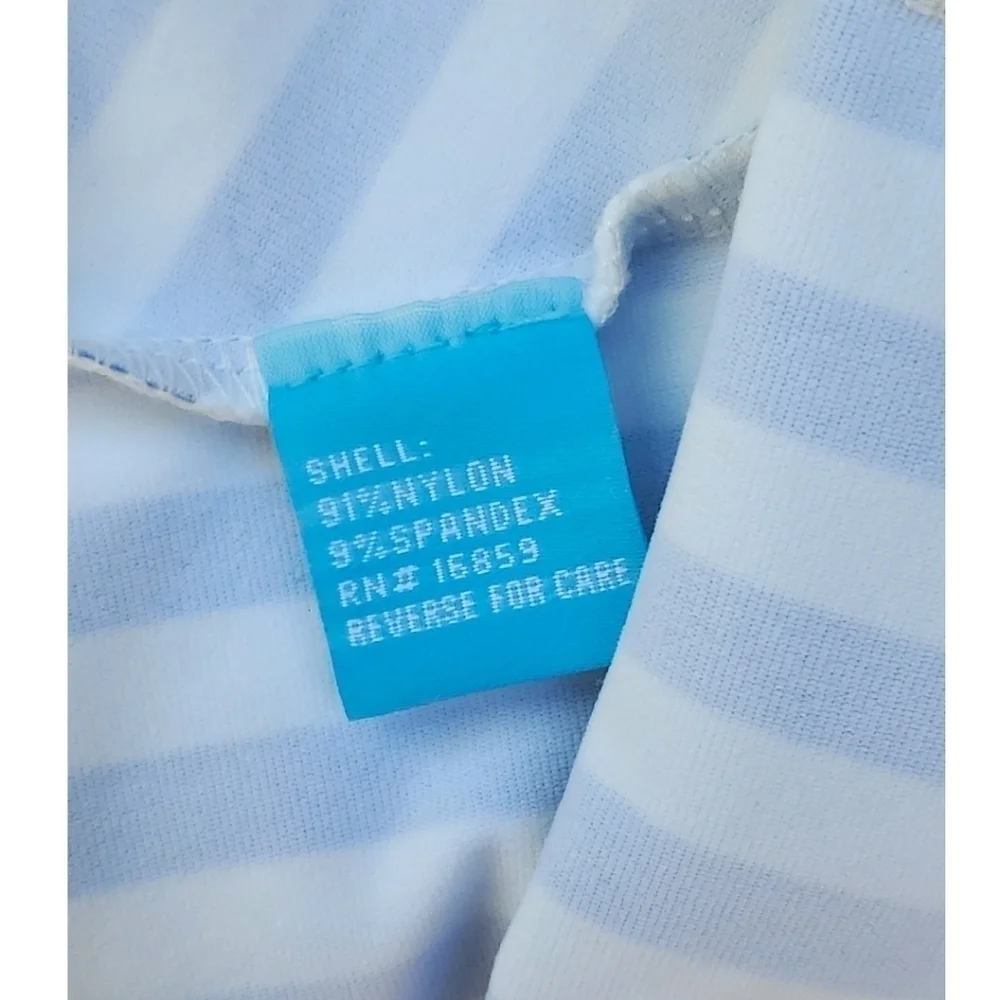 SHELL:
91%NYLON
9%SPANDEX
RN# 16859
REVERSE FOR CARE